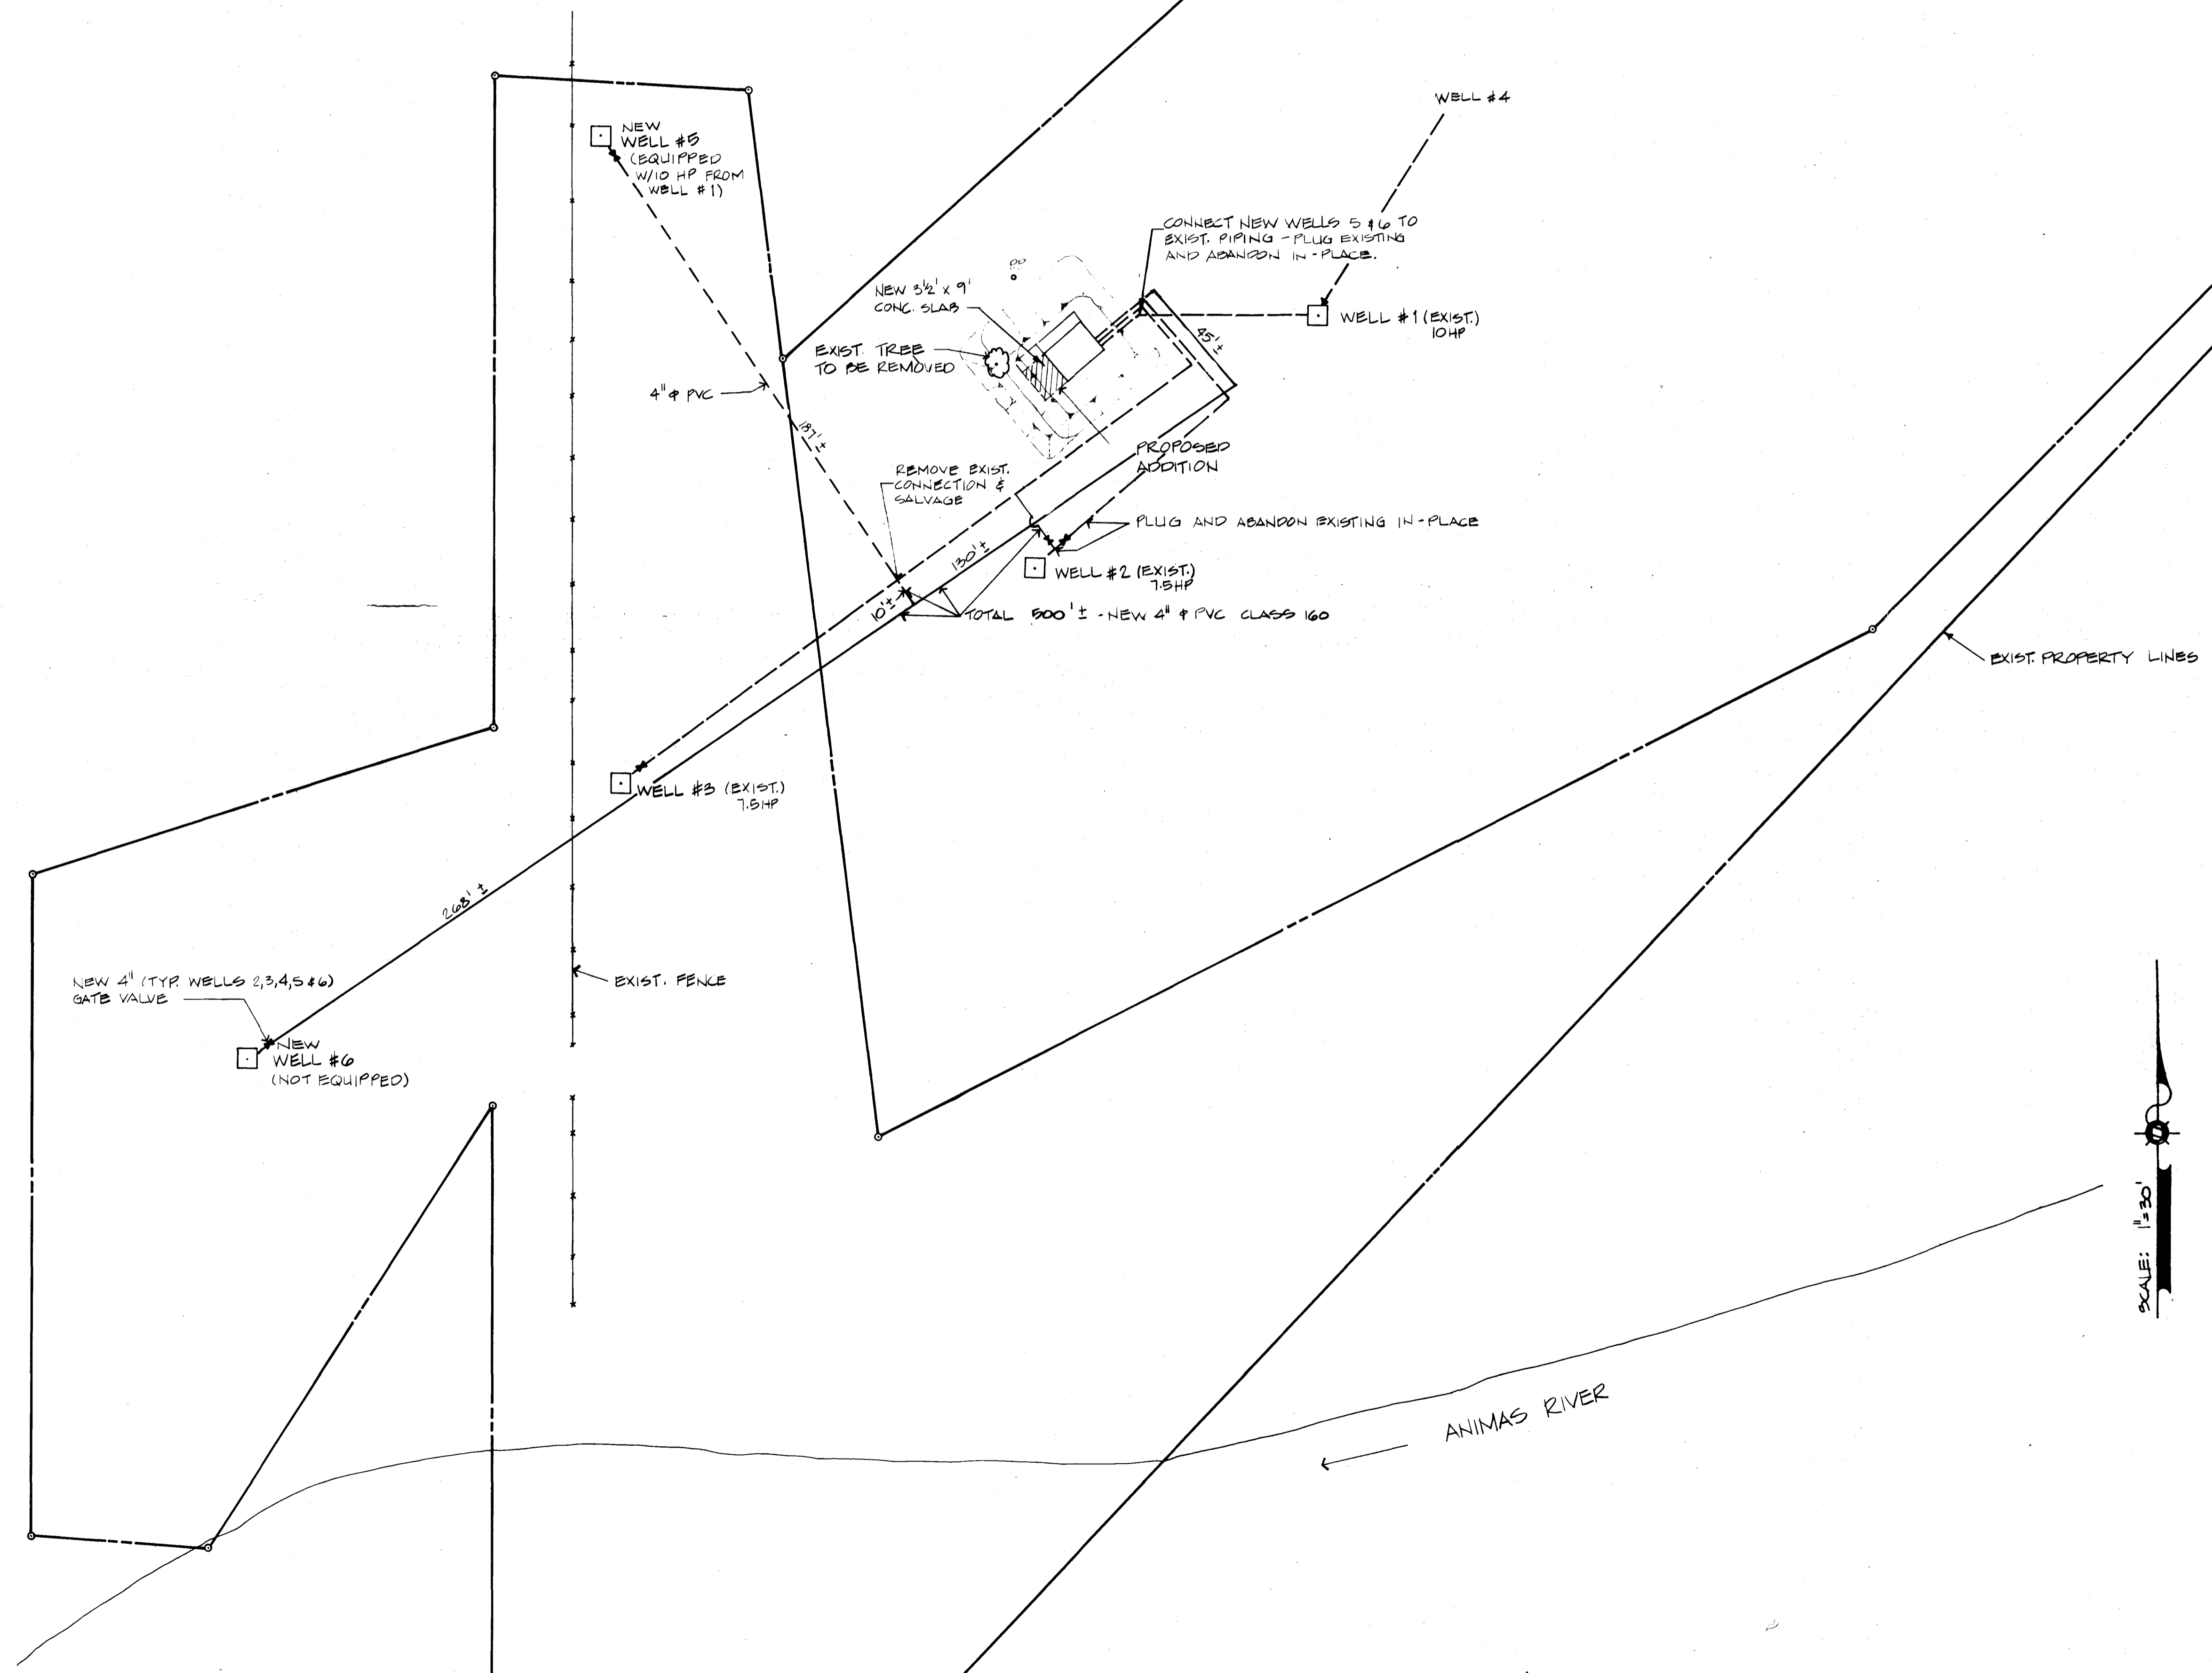 WELL #4
NEW
WELL #5
(EQUIPPED
W/10 HP FROM
WELL #1)
CONNECT NEW WELLS 5 & 6 TO
EXIST. PIPING - PLUG EXISTING
AND ABANDON IN-PLACE.
NEW 3½' x 9'
CONC. SLAB
WELL #1 (EXIST.)
10HP
45'±
EXIST. TREE
TO BE REMOVED
4" φ PVC
187'±
PROPOSED
ADDITION
REMOVE EXIST.
CONNECTION &
SALVAGE
PLUG AND ABANDON EXISTING IN-PLACE
130'±
WELL #2 (EXIST.)
7.5HP
10'±
TOTAL 500'± - NEW 4" φ PVC CLASS 160
EXIST. PROPERTY LINES
WELL #3 (EXIST.)
7.5HP
268'±
NEW 4" (TYP. WELLS 2,3,4,5 & 6)
GATE VALVE
EXIST. FENCE
NEW
WELL #6
(NOT EQUIPPED)
SCALE: 1"=30'
ANIMAS RIVER